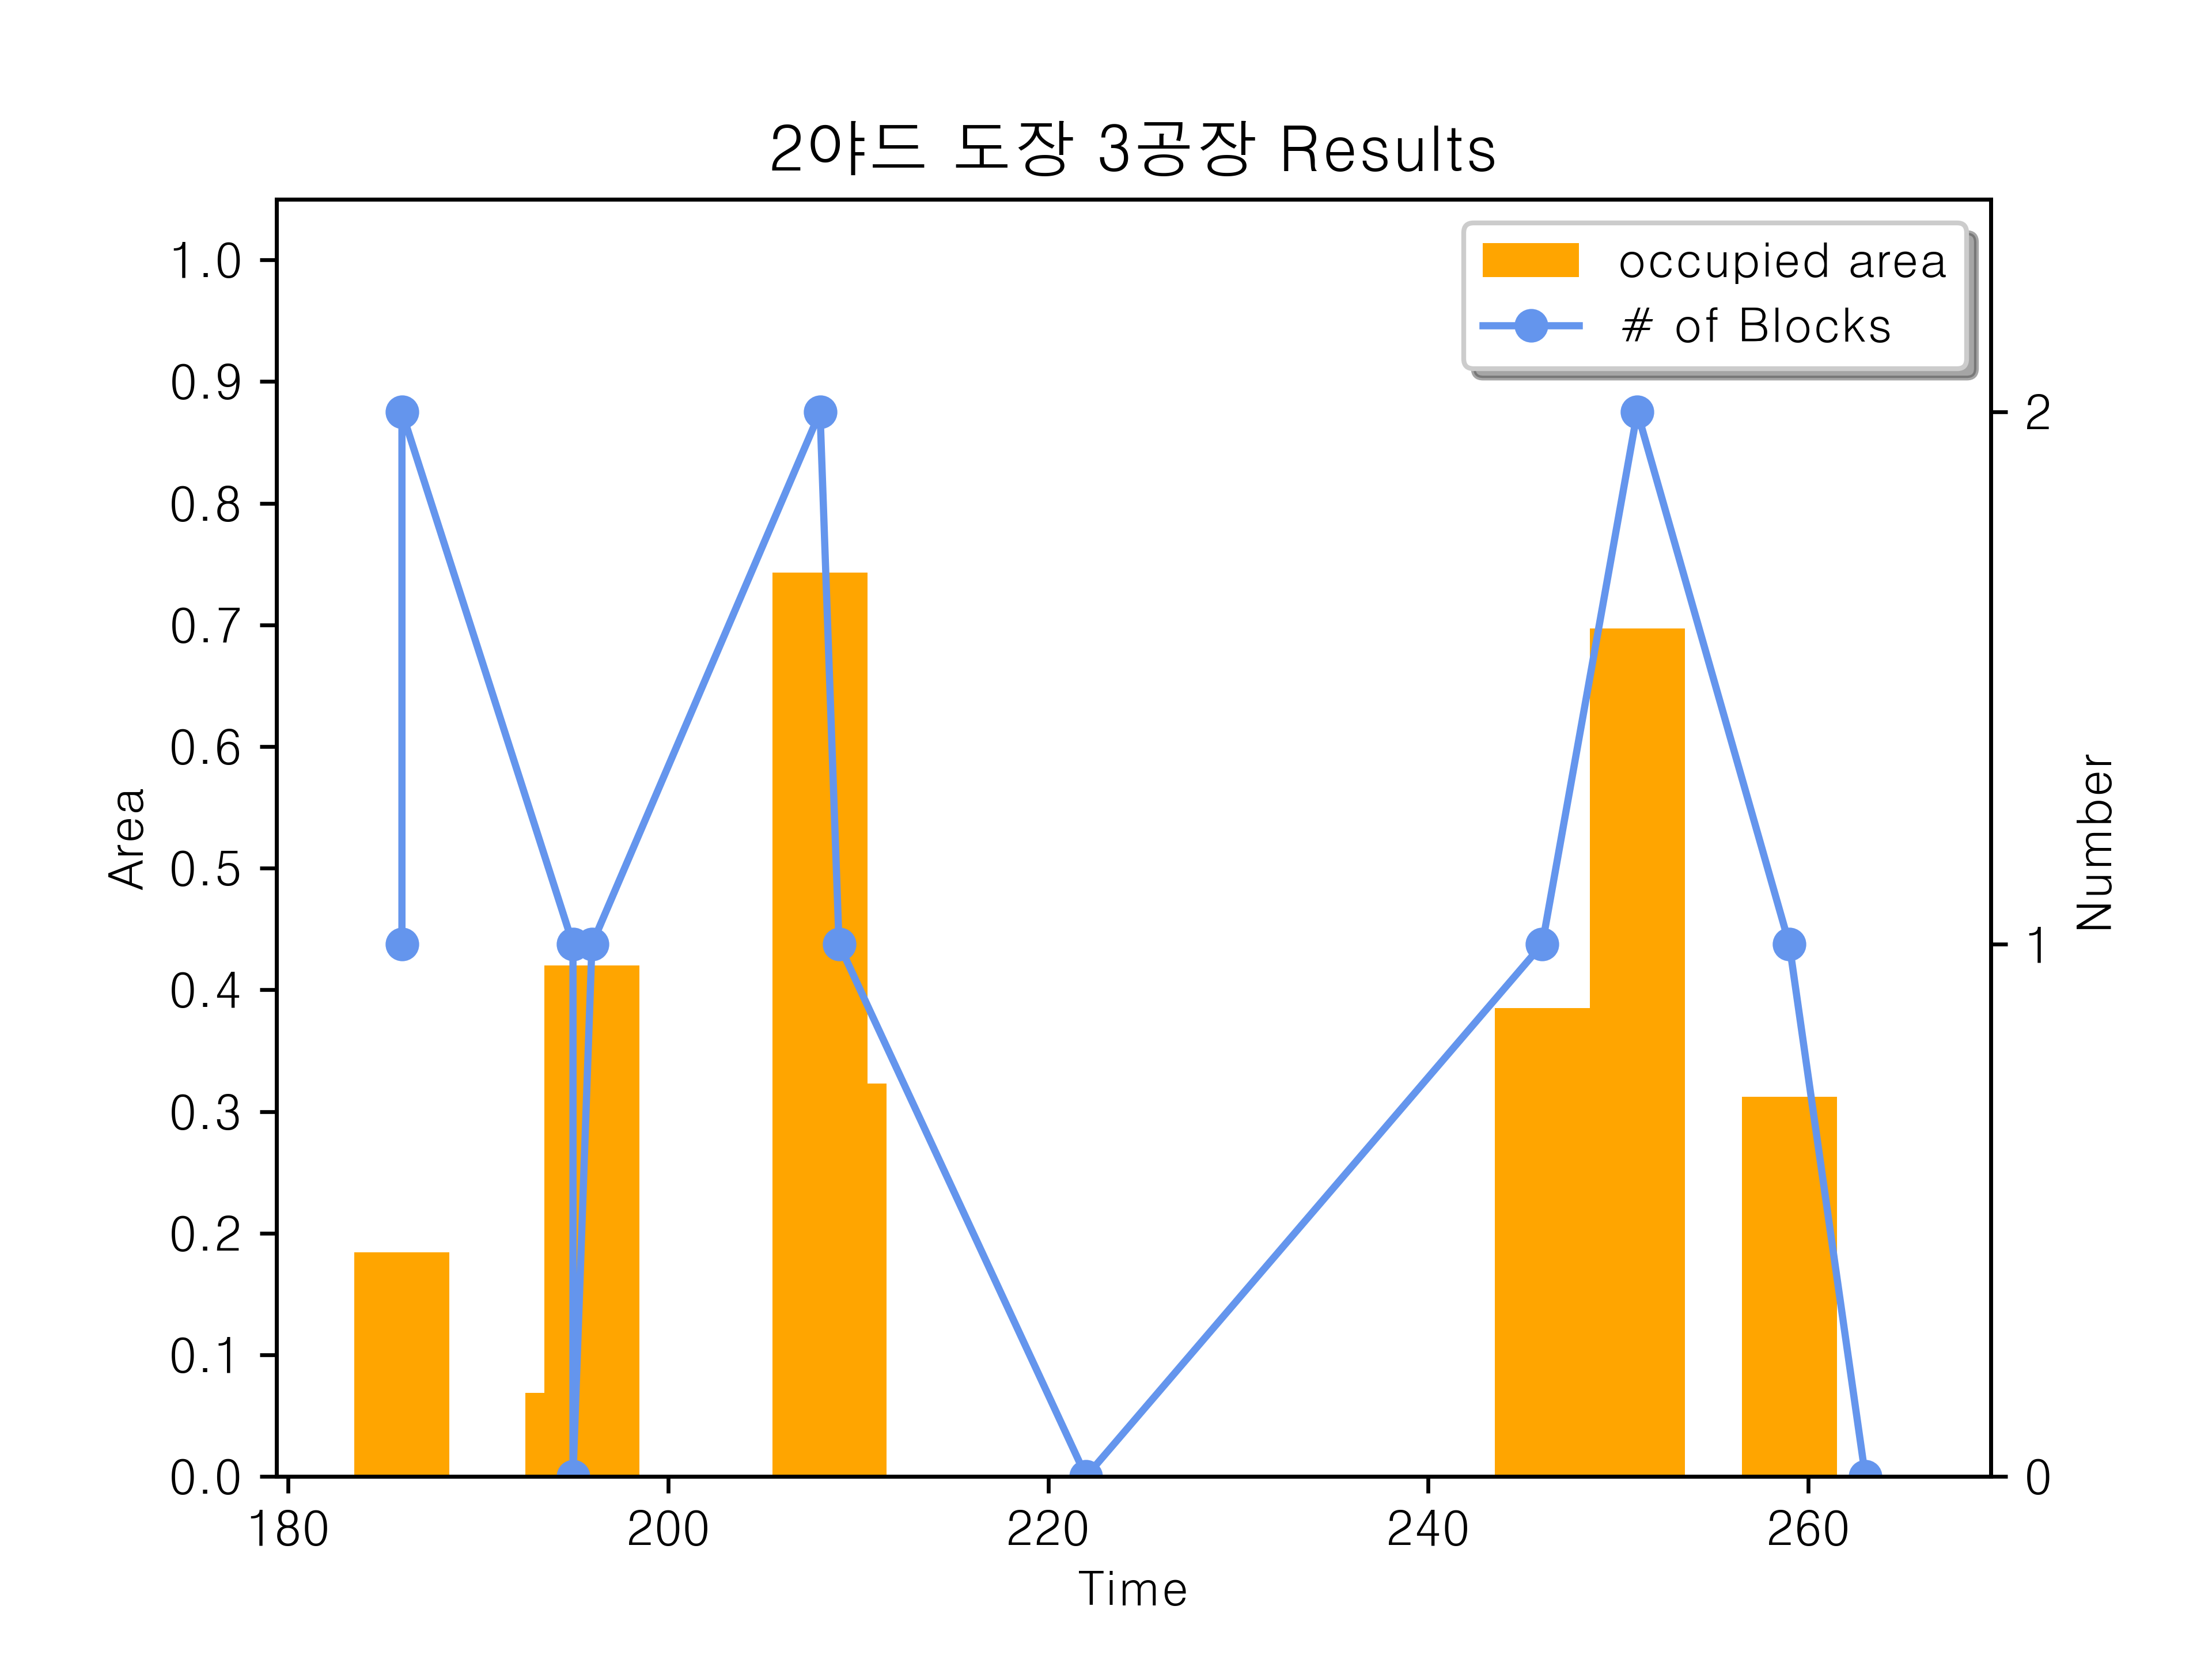 2야드 도장 3공장 Results
occupied area
# of Blocks
1.0
0.9
0.8
0.7
0.6
0.5
0.4
0.3
0.2
0.1
0.0
Area
2
1
0
Number
180 200 220 240 260
Time